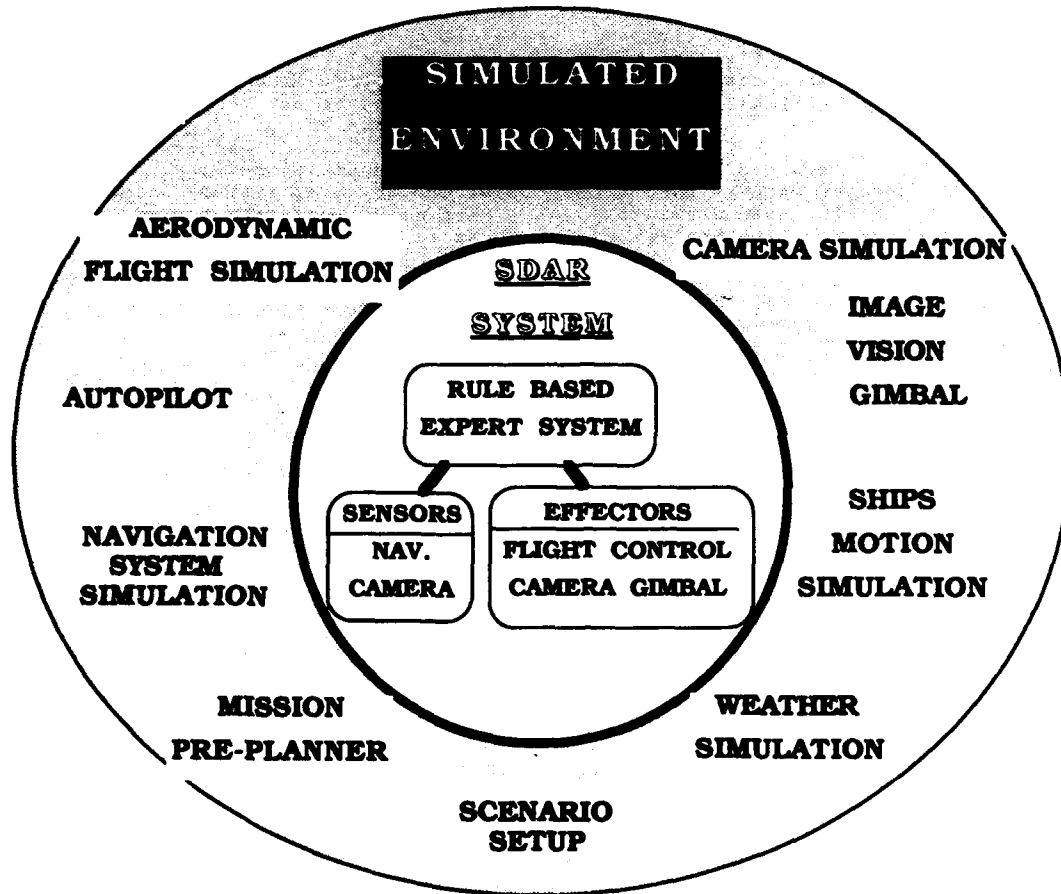 SIMULATED
ENVIRONMENT
AERODYNAMIC
FLIGHT SIMULATION
AUTOPILOT
NAVIGATION
SYSTEM
SIMULATION
MISSION
PRE-PLANNER
SCENARIO
SETUP
WEATHER
SIMULATION
SHIPS
MOTION
SIMULATION
CAMERA SIMULATION
IMAGE
VISION
GIMBAL
SDAR
SYSTEM
RULE BASED
EXPERT SYSTEM
SENSORS
NAV.
CAMERA
EFFECTORS
FLIGHT CONTROL
CAMERA GIMBAL